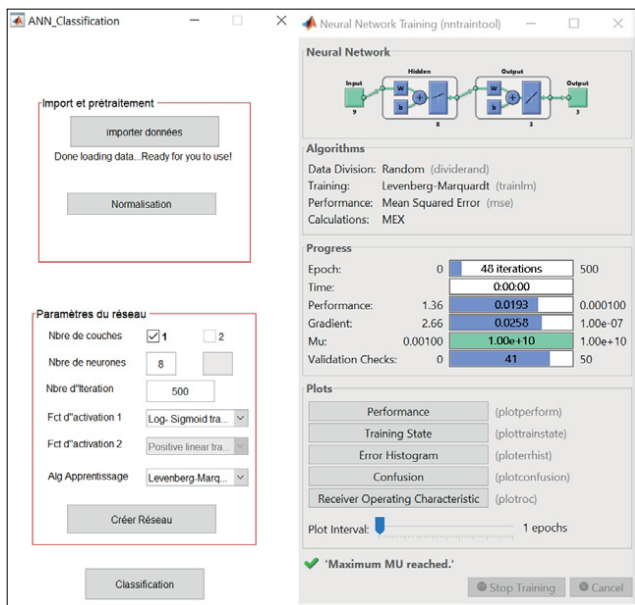 ANN_Classification
Import et prétraitement
importer données
Done loading data...Ready for you to use!
Normalisation
Paramètres du réseau
Nbre de couches 1 2
Nbre de neurones 8
Nbre d"Iteration 500
Fct d"activation 1 Log- Sigmoid tra...
Fct d"activation 2 Positive linear tra...
Alg Apprentissage Levenberg-Marq...
Créer Réseau
Classification
Neural Network Training (nntraintool)
Neural Network
Hidden Output
Input W b W b Output
9 8 3 3
Algorithms
Data Division: Random (dividerand)
Training: Levenberg-Marquardt (trainlm)
Performance: Mean Squared Error (mse)
Calculations: MEX
Progress
Epoch: 0 48 iterations 500
Time: 0:00:00
Performance: 1.36 0.0193 0.000100
Gradient: 2.66 0.0258 1.00e-07
Mu: 0.00100 1.00e+10 1.00e+10
Validation Checks: 0 41 50
Plots
Performance (plotperform)
Training State (plottrainstate)
Error Histogram (ploterrhist)
Confusion (plotconfusion)
Receiver Operating Characteristic (plotroc)
Plot Interval: 1 epochs
'Maximum MU reached.'
Stop Training Cancel